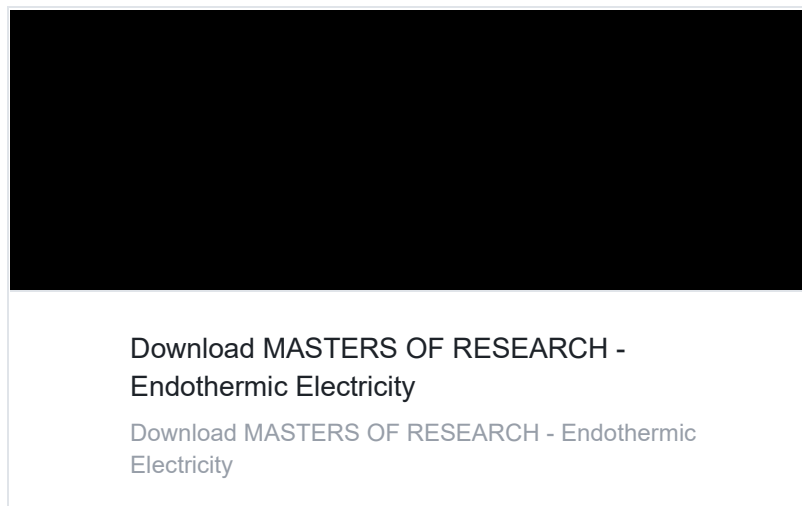 Download MASTERS OF RESEARCH -
Endothermic Electricity
Download MASTERS OF RESEARCH - Endothermic
Electricity